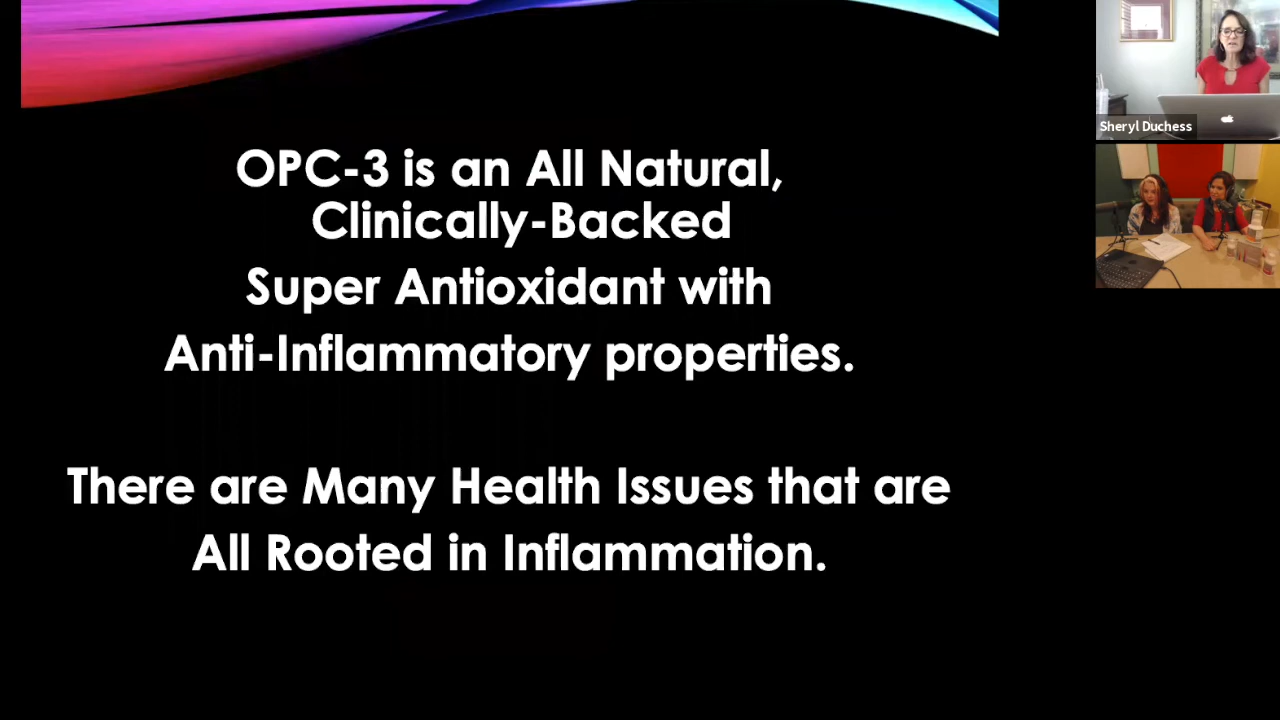 OPC-3 is an All Natural,
Clinically-Backed
Super Antioxidant with
Anti-Inflammatory properties.
There are Many Health Issues that are
All Rooted in Inflammation.
Sheryl Duchess